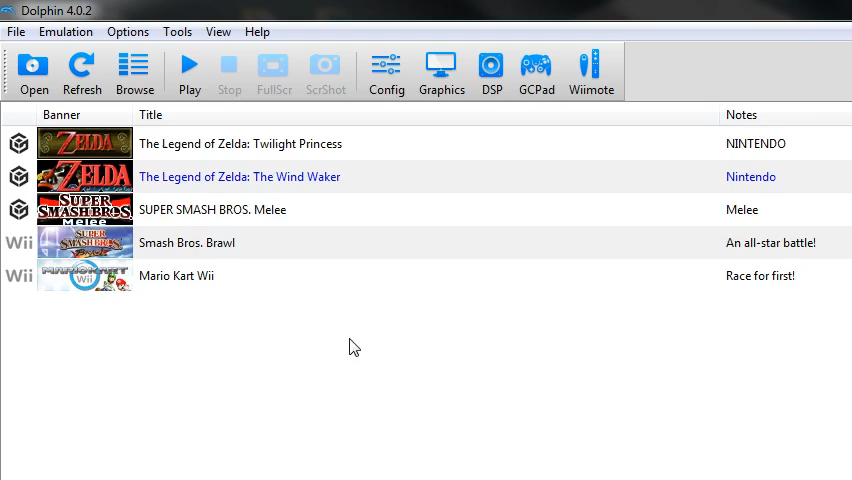 Dolphin 4.0.2
File Emulation Options Tools View Help
Open Refresh Browse Play Stop FullScr ScrShot Config Graphics DSP GCPad Wiimote
Banner Title Notes
ZELDA The Legend of Zelda: Twilight Princess NINTENDO
ZELDA The Legend of Zelda: The Wind Waker Nintendo
SUPER
SMASH BROS.
Melee
SUPER SMASH BROS. Melee Melee
Wii SUPER
SMASH BROS.
BRAWL
Smash Bros. Brawl An all-star battle!
Wii MARIOKART
Wii
Mario Kart Wii Race for first!